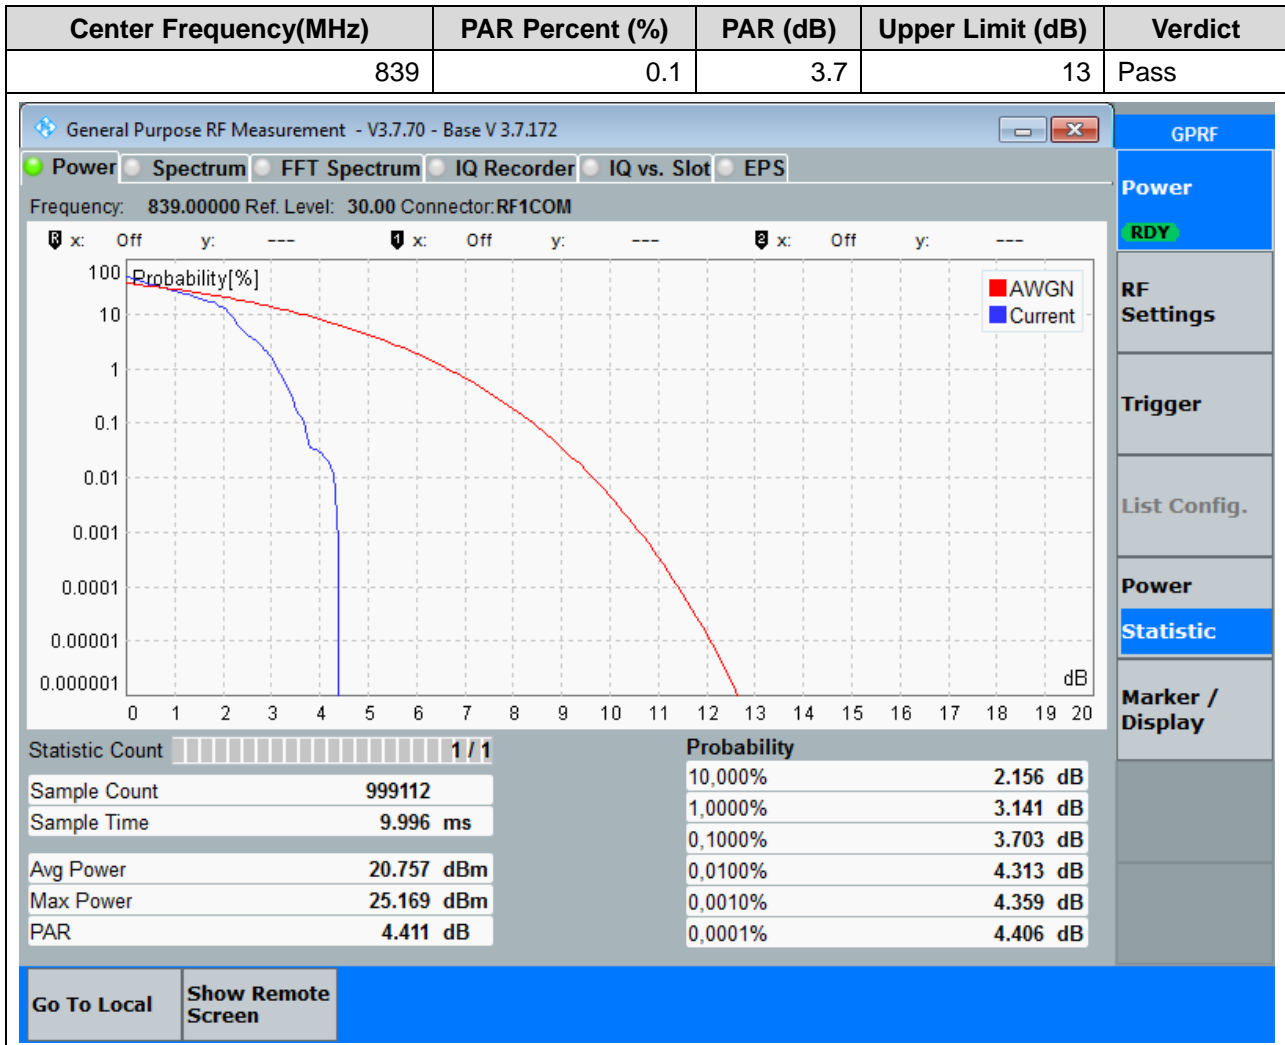 Center Frequency(MHz) PAR Percent (%) PAR (dB) Upper Limit (dB) Verdict
839 0.1 3.7 13 Pass
General Purpose RF Measurement - V3.7.70 - Base V 3.7.172
GPRF
Power Spectrum FFT Spectrum IQ Recorder IQ vs. Slot EPS
Power
RDY
Frequency: 839.00000 Ref. Level: 30.00 Connector: RF1COM
R x: Off y: --- 1 x: Off y: --- 2 x: Off y: ---
Probability[%]
AWGN
Current
100
10
1
0.1
0.01
0.001
0.0001
0.00001
0.000001
dB
0 1 2 3 4 5 6 7 8 9 10 11 12 13 14 15 16 17 18 19 20
RF
Settings
Trigger
List Config.
Power
Statistic
Marker /
Display
Statistic Count 1 / 1
Sample Count 999112
Sample Time 9.996 ms
Avg Power 20.757 dBm
Max Power 25.169 dBm
PAR 4.411 dB
Probability
10,000% 2.156 dB
1,0000% 3.141 dB
0,1000% 3.703 dB
0,0100% 4.313 dB
0,0010% 4.359 dB
0,0001% 4.406 dB
Go To Local
Show Remote
Screen